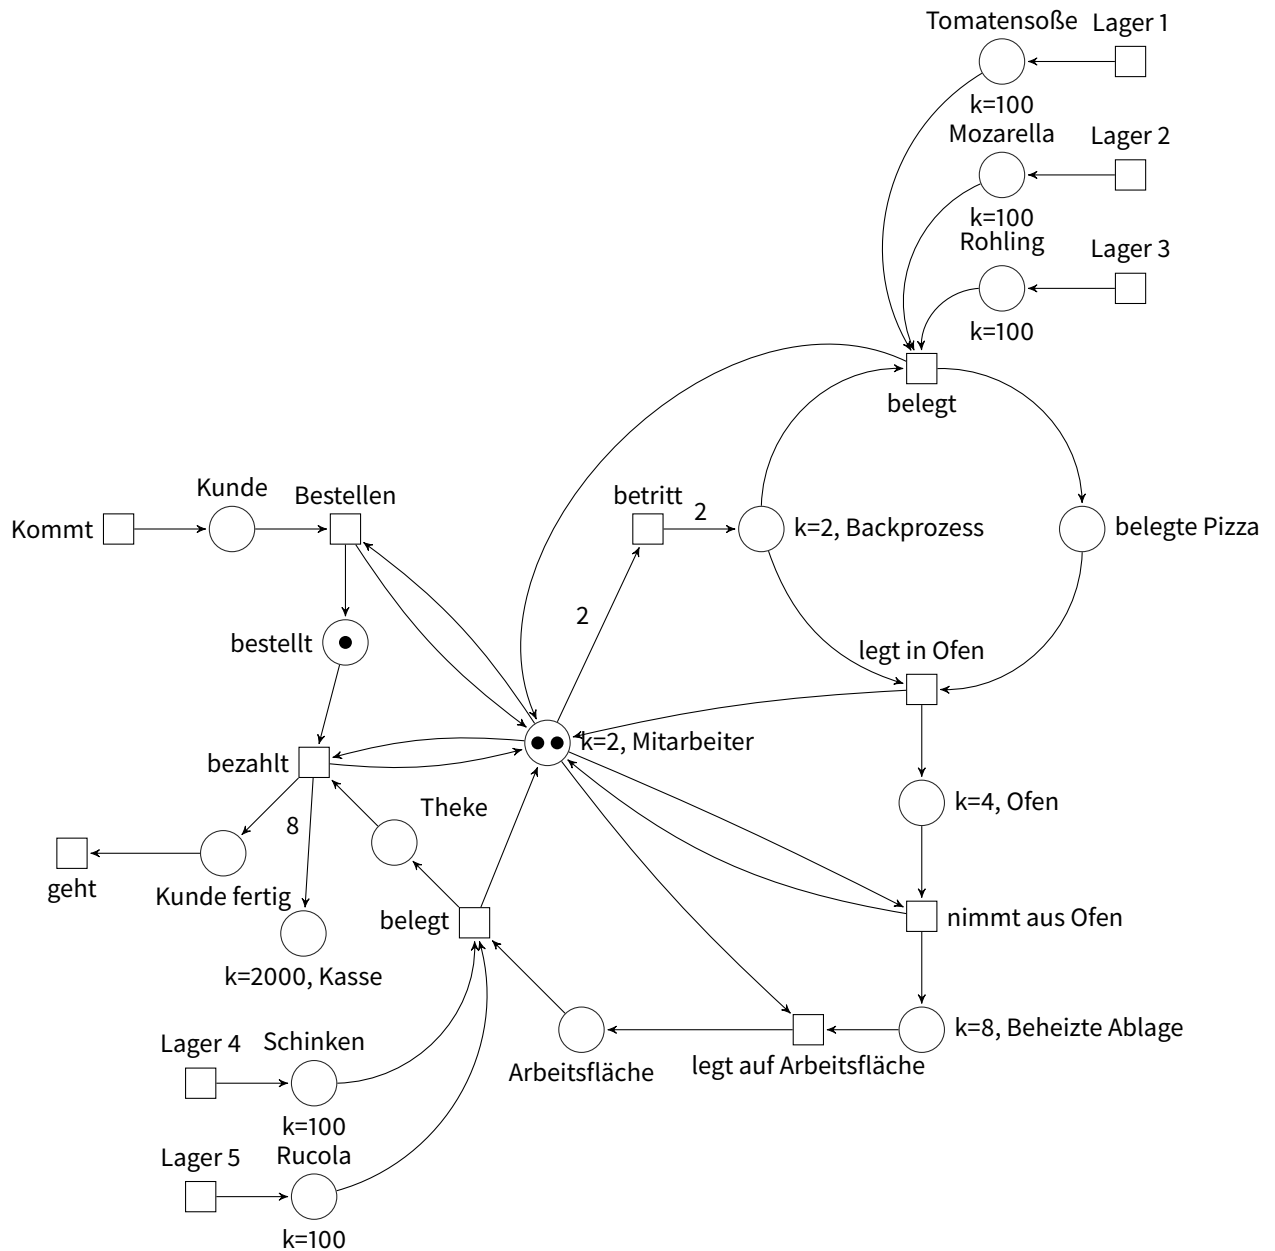 Tomatensoße
Lager 1
k=100
Mozarella
Lager 2
k=100
Rohling
Lager 3
k=100
belegt
Kunde
Bestellen
betritt
2
Kommt
k=2, Backprozess
belegte Pizza
2
bestellt
legt in Ofen
k=2, Mitarbeiter
bezahlt
Theke
k=4, Ofen
8
geht
Kunde fertig
belegt
nimmt aus Ofen
k=2000, Kasse
k=8, Beheizte Ablage
Lager 4
Schinken
Arbeitsfläche
legt auf Arbeitsfläche
k=100
Lager 5
Rucola
k=100